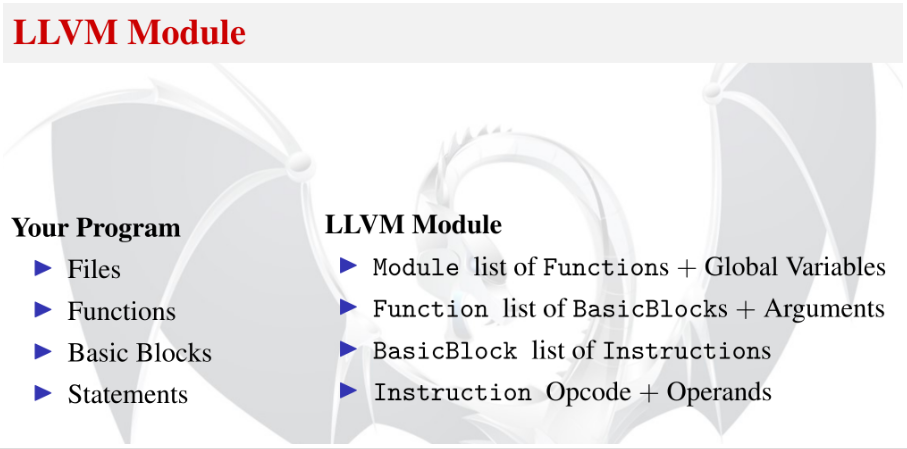 LLVM Module
Your Program
Files
Functions
Basic Blocks
Statements
LLVM Module
Module list of Functions + Global Variables
Function list of BasicBlocks + Arguments
BasicBlock list of Instructions
Instruction Opcode + Operands